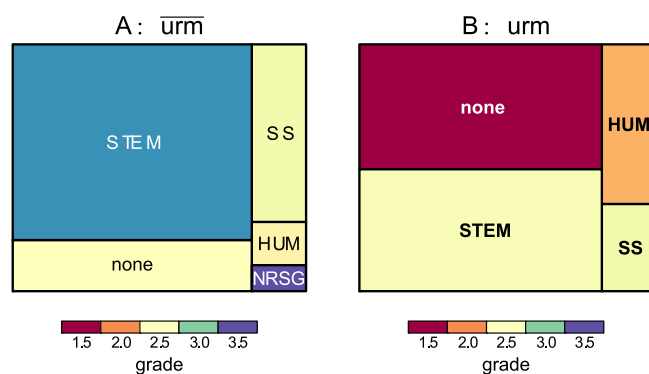 A : u̅r̅m̅
B : urm
STEM
SS
none
HUM
NRSG
none
HUM
STEM
SS
1.5 2.0 2.5 3.0 3.5
grade
1.5 2.0 2.5 3.0 3.5
grade